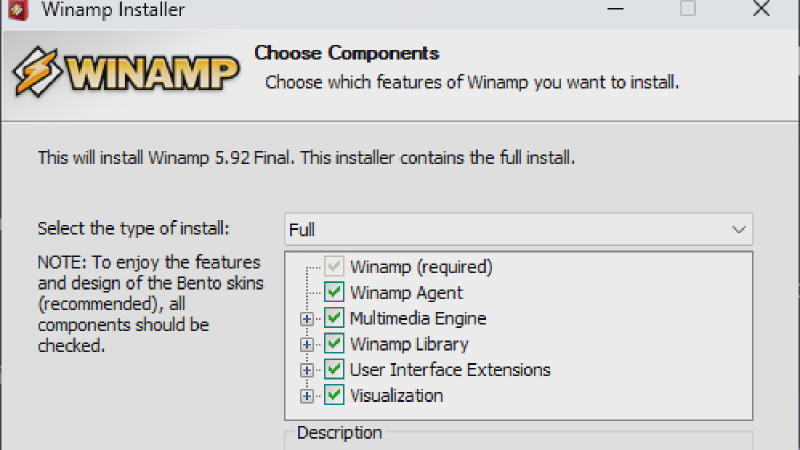 Winamp Installer
WINAMP
Choose Components
Choose which features of Winamp you want to install.
This will install Winamp 5.92 Final. This installer contains the full install.
Select the type of install:
Full
NOTE: To enjoy the features
and design of the Bento skins
(recommended), all
components should be
checked.
Winamp (required)
Winamp Agent
Multimedia Engine
Winamp Library
User Interface Extensions
Visualization
Description